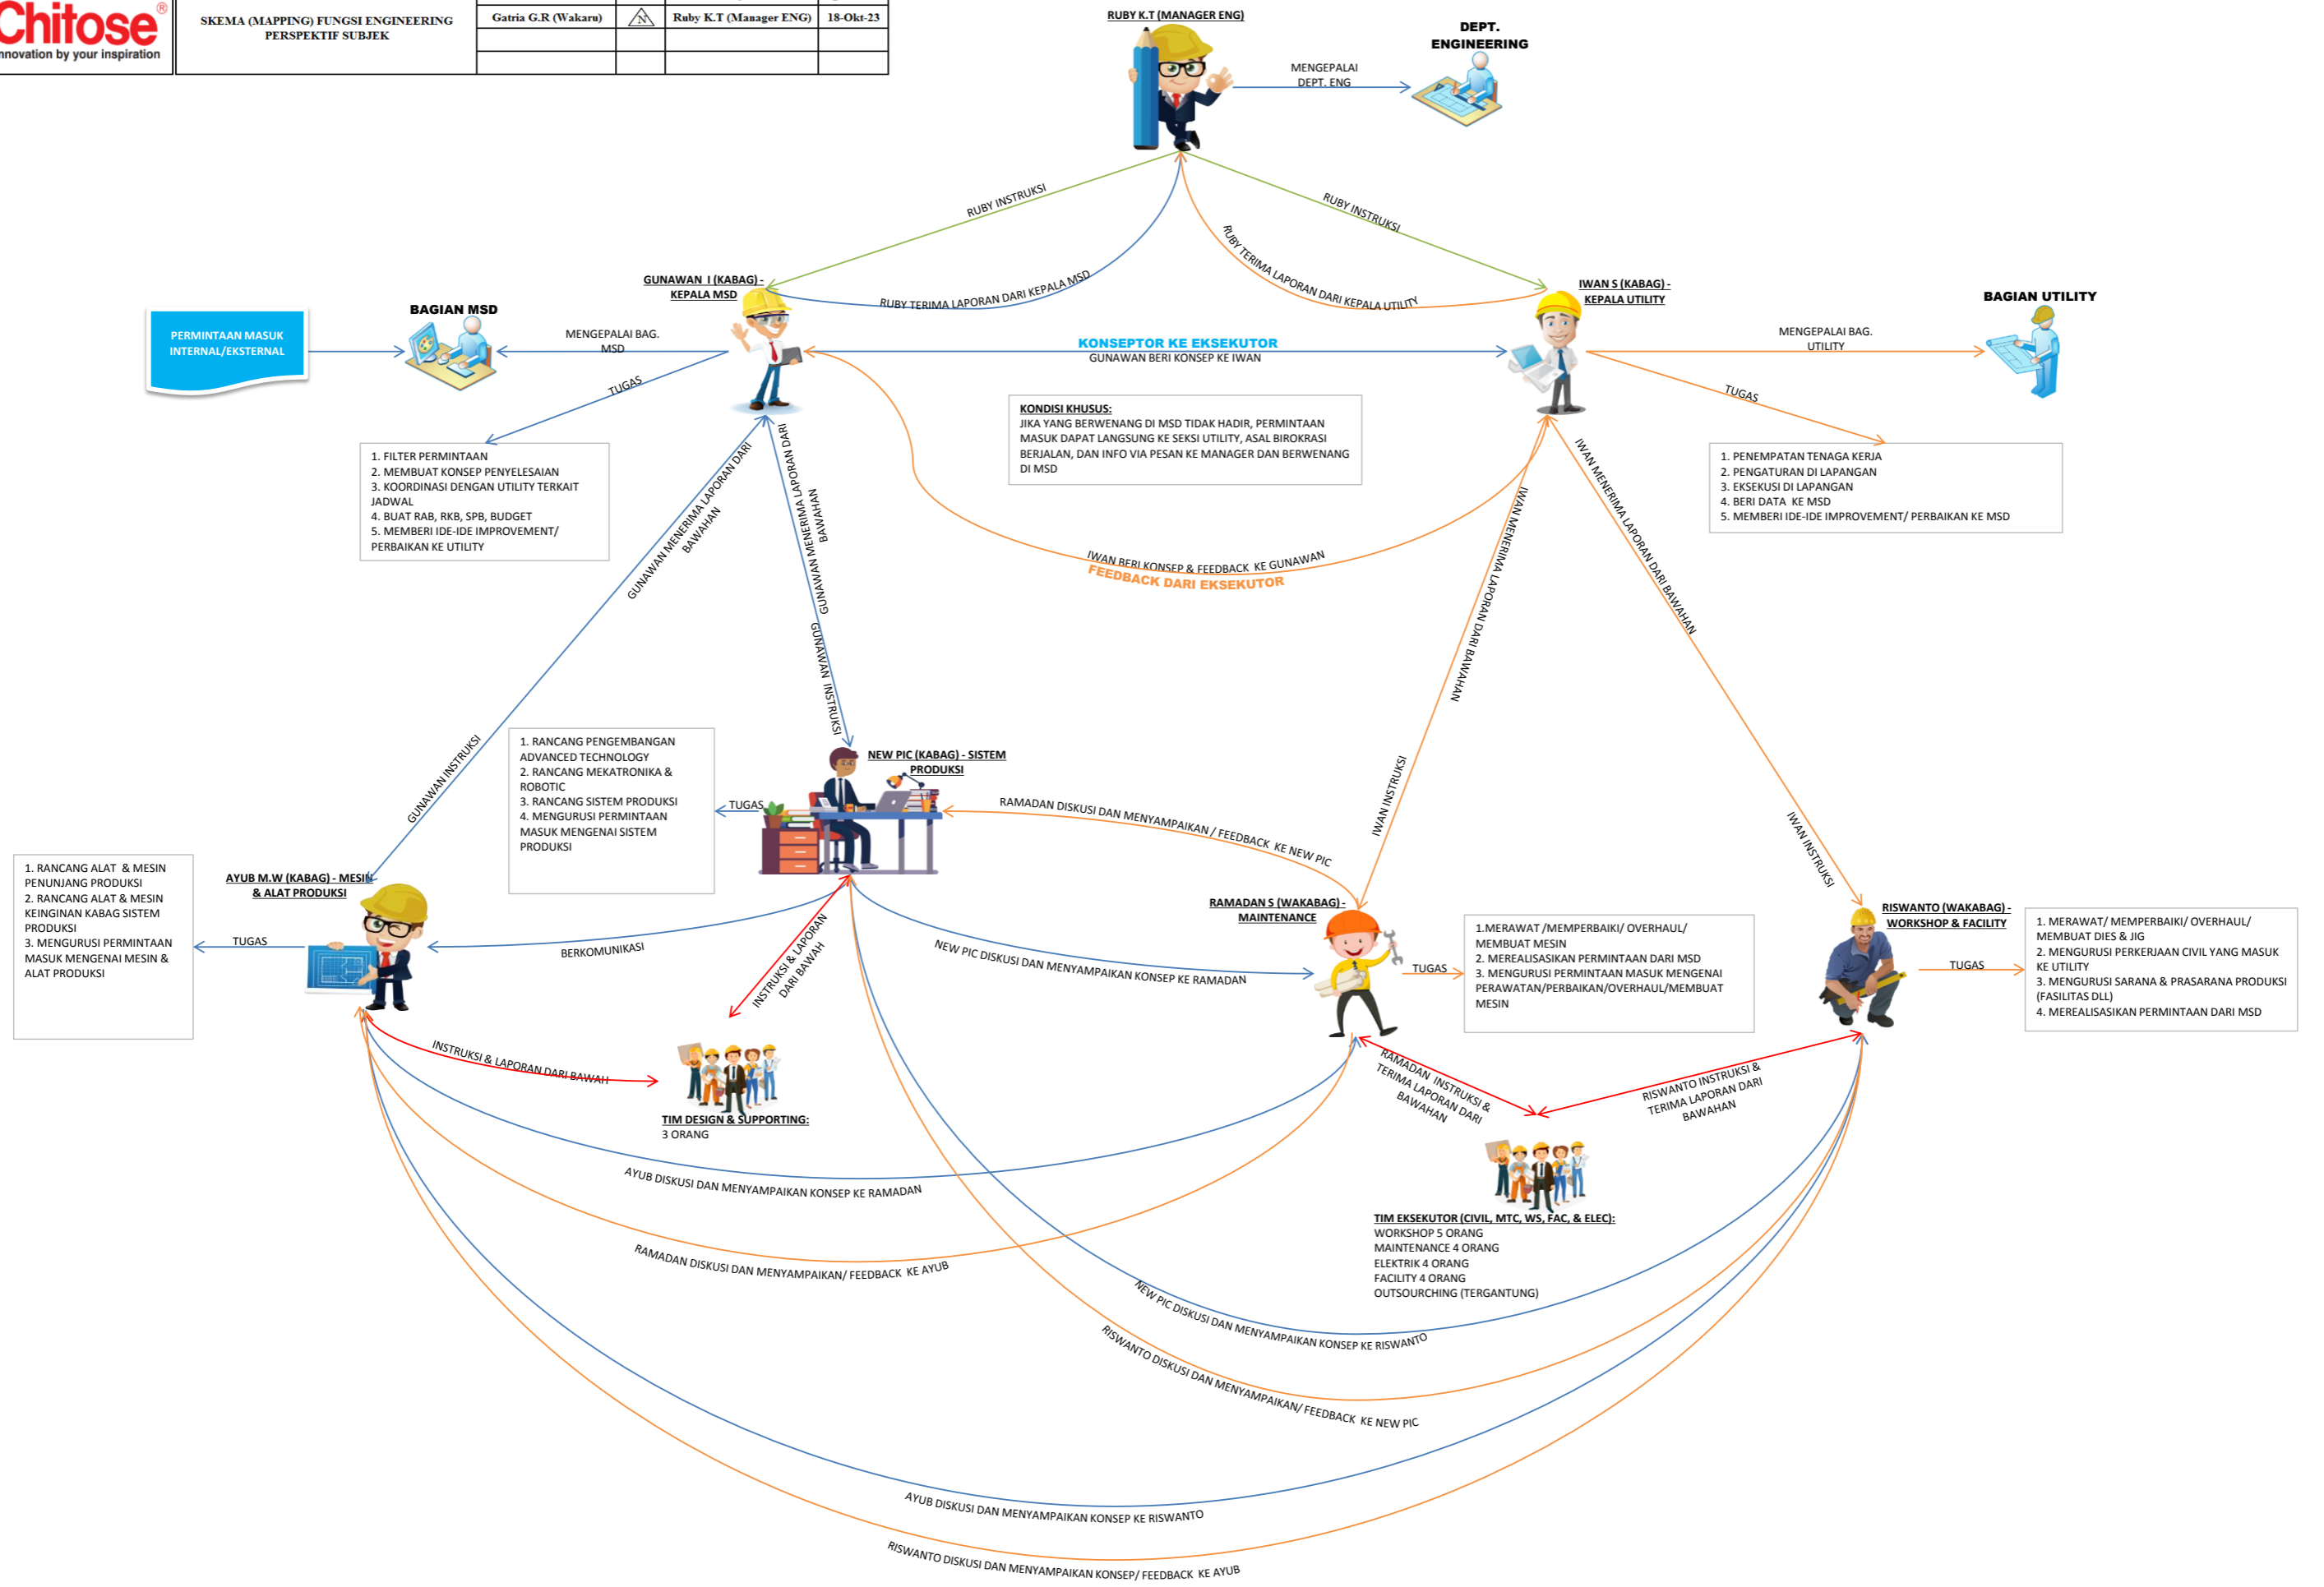 Chitose®
innovation by your inspiration
SKEMA (MAPPING) FUNGSI ENGINEERING
PERSPEKTIF SUBJEK
Gatria G.R (Wakaru)
N
Ruby K.T (Manager ENG)
18-Okt-23
RUBY K.T (MANAGER ENG)
MENGEPALAI
DEPT. ENG
DEPT.
ENGINEERING
RUBY INSTRUKSI
RUBY INSTRUKSI
RUBY TERIMA LAPORAN DARI KEPALA MSD
RUBY TERIMA LAPORAN DARI KEPALA UTILITY
PERMINTAAN MASUK
INTERNAL/EKSTERNAL
BAGIAN MSD
MENGEPALAI BAG.
MSD
GUNAWAN I (KABAG) -
KEPALA MSD
KONSEPTOR KE EKSEKUTOR
GUNAWAN BERI KONSEP KE IWAN
IWAN S (KABAG) -
KEPALA UTILITY
MENGEPALAI BAG.
UTILITY
BAGIAN UTILITY
TUGAS
1. FILTER PERMINTAAN
2. MEMBUAT KONSEP PENYELESAIAN
3. KOORDINASI DENGAN UTILITY TERKAIT
JADWAL
4. BUAT RAB, RKB, SPB, BUDGET
5. MEMBERI IDE-IDE IMPROVEMENT/
PERBAIKAN KE UTILITY
KONDISI KHUSUS:
JIKA YANG BERWENANG DI MSD TIDAK HADIR, PERMINTAAN
MASUK DAPAT LANGSUNG KE SEKSI UTILITY, ASAL BIROKRASI
BERJALAN, DAN INFO VIA PESAN KE MANAGER DAN BERWENANG
DI MSD
TUGAS
1. PENEMPATAN TENAGA KERJA
2. PENGATURAN DI LAPANGAN
3. EKSEKUSI DI LAPANGAN
4. BERI DATA KE MSD
5. MEMBERI IDE-IDE IMPROVEMENT/ PERBAIKAN KE MSD
IWAN BERI KONSEP & FEEDBACK KE GUNAWAN
FEEDBACK DARI EKSEKUTOR
GUNAWAN MENERIMA LAPORAN DARI
BAWAHAN
GUNAWAN INSTRUKSI
GUNAWAN MENERIMA LAPORAN DARI
BAWAHAN
GUNAWAN INSTRUKSI
IWAN MENERIMA LAPORAN DARI BAWAHAN
IWAN INSTRUKSI
IWAN MENERIMA LAPORAN DARI BAWAHAN
IWAN INSTRUKSI
1. RANCANG PENGEMBANGAN
ADVANCED TECHNOLOGY
2. RANCANG MEKATRONIKA &
ROBOTIC
3. RANCANG SISTEM PRODUKSI
4. MENGURUSI PERMINTAAN
MASUK MENGENAI SISTEM
PRODUKSI
TUGAS
NEW PIC (KABAG) - SISTEM
PRODUKSI
RAMADAN DISKUSI DAN MENYAMPAIKAN / FEEDBACK KE NEW PIC
1. RANCANG ALAT & MESIN
PENUNJANG PRODUKSI
2. RANCANG ALAT & MESIN
KEINGINAN KABAG SISTEM
PRODUKSI
3. MENGURUSI PERMINTAAN
MASUK MENGENAI MESIN &
ALAT PRODUKSI
TUGAS
AYUB M.W (KABAG) - MESIN
& ALAT PRODUKSI
BERKOMUNIKASI
INSTRUKSI & LAPORAN
DARI BAWAH
NEW PIC DISKUSI DAN MENYAMPAIKAN KONSEP KE RAMADAN
RAMADAN S (WAKABAG) -
MAINTENANCE
TUGAS
1.MERAWAT /MEMPERBAIKI/ OVERHAUL/
MEMBUAT MESIN
2. MEREALISASIKAN PERMINTAAN DARI MSD
3. MENGURUSI PERMINTAAN MASUK MENGENAI
PERAWATAN/PERBAIKAN/OVERHAUL/MEMBUAT
MESIN
RISWANTO (WAKABAG) -
WORKSHOP & FACILITY
TUGAS
1. MERAWAT/ MEMPERBAIKI/ OVERHAUL/
MEMBUAT DIES & JIG
2. MENGURUSI PERKERJAAN CIVIL YANG MASUK
KE UTILITY
3. MENGURUSI SARANA & PRASARANA PRODUKSI
(FASILITAS DLL)
4. MEREALISASIKAN PERMINTAAN DARI MSD
INSTRUKSI & LAPORAN DARI BAWAH
TIM DESIGN & SUPPORTING:
3 ORANG
RAMADAN INSTRUKSI &
TERIMA LAPORAN DARI
BAWAHAN
RISWANTO INSTRUKSI &
TERIMA LAPORAN DARI
BAWAHAN
TIM EKSEKUTOR (CIVIL, MTC, WS, FAC, & ELEC):
WORKSHOP 5 ORANG
MAINTENANCE 4 ORANG
ELEKTRIK 4 ORANG
FACILITY 4 ORANG
OUTSOURCHING (TERGANTUNG)
AYUB DISKUSI DAN MENYAMPAIKAN KONSEP KE RAMADAN
RAMADAN DISKUSI DAN MENYAMPAIKAN/ FEEDBACK KE AYUB
NEW PIC DISKUSI DAN MENYAMPAIKAN KONSEP KE RISWANTO
RISWANTO DISKUSI DAN MENYAMPAIKAN/ FEEDBACK KE NEW PIC
AYUB DISKUSI DAN MENYAMPAIKAN KONSEP KE RISWANTO
RISWANTO DISKUSI DAN MENYAMPAIKAN KONSEP/ FEEDBACK KE AYUB